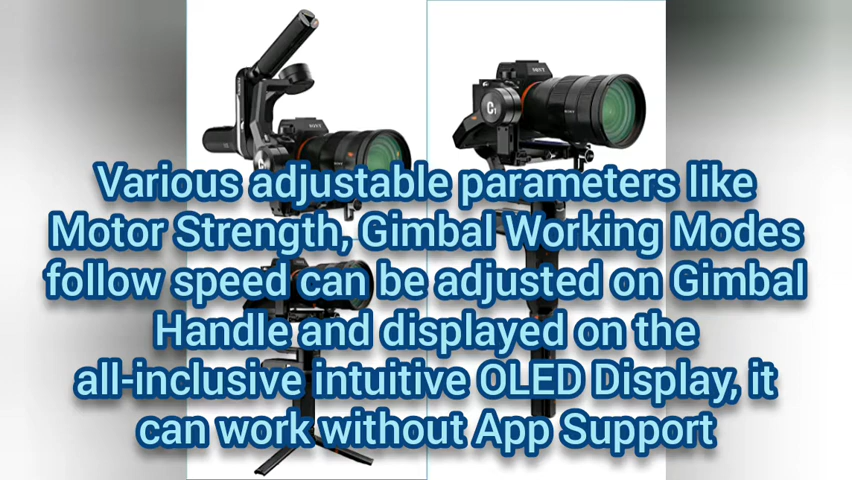 Various adjustable parameters like
Motor Strength, Gimbal Working Modes
follow speed can be adjusted on Gimbal
Handle and displayed on the
all-inclusive intuitive OLED Display, it
can work without App Support
SONY